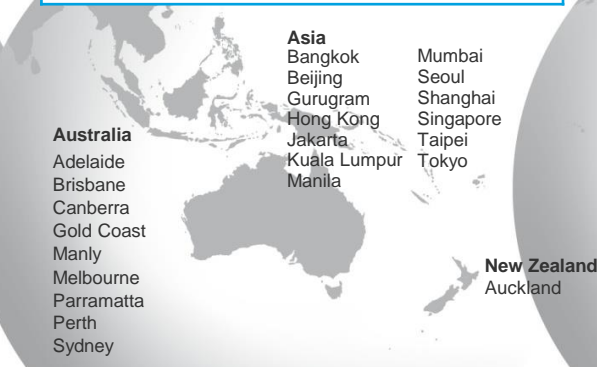 Asia
Bangkok
Beijing
Gurugram
Hong Kong
Jakarta
Kuala Lumpur
Manila
Mumbai
Seoul
Shanghai
Singapore
Taipei
Tokyo
Australia
Adelaide
Brisbane
Canberra
Gold Coast
Manly
Melbourne
Parramatta
Perth
Sydney
New Zealand
Auckland